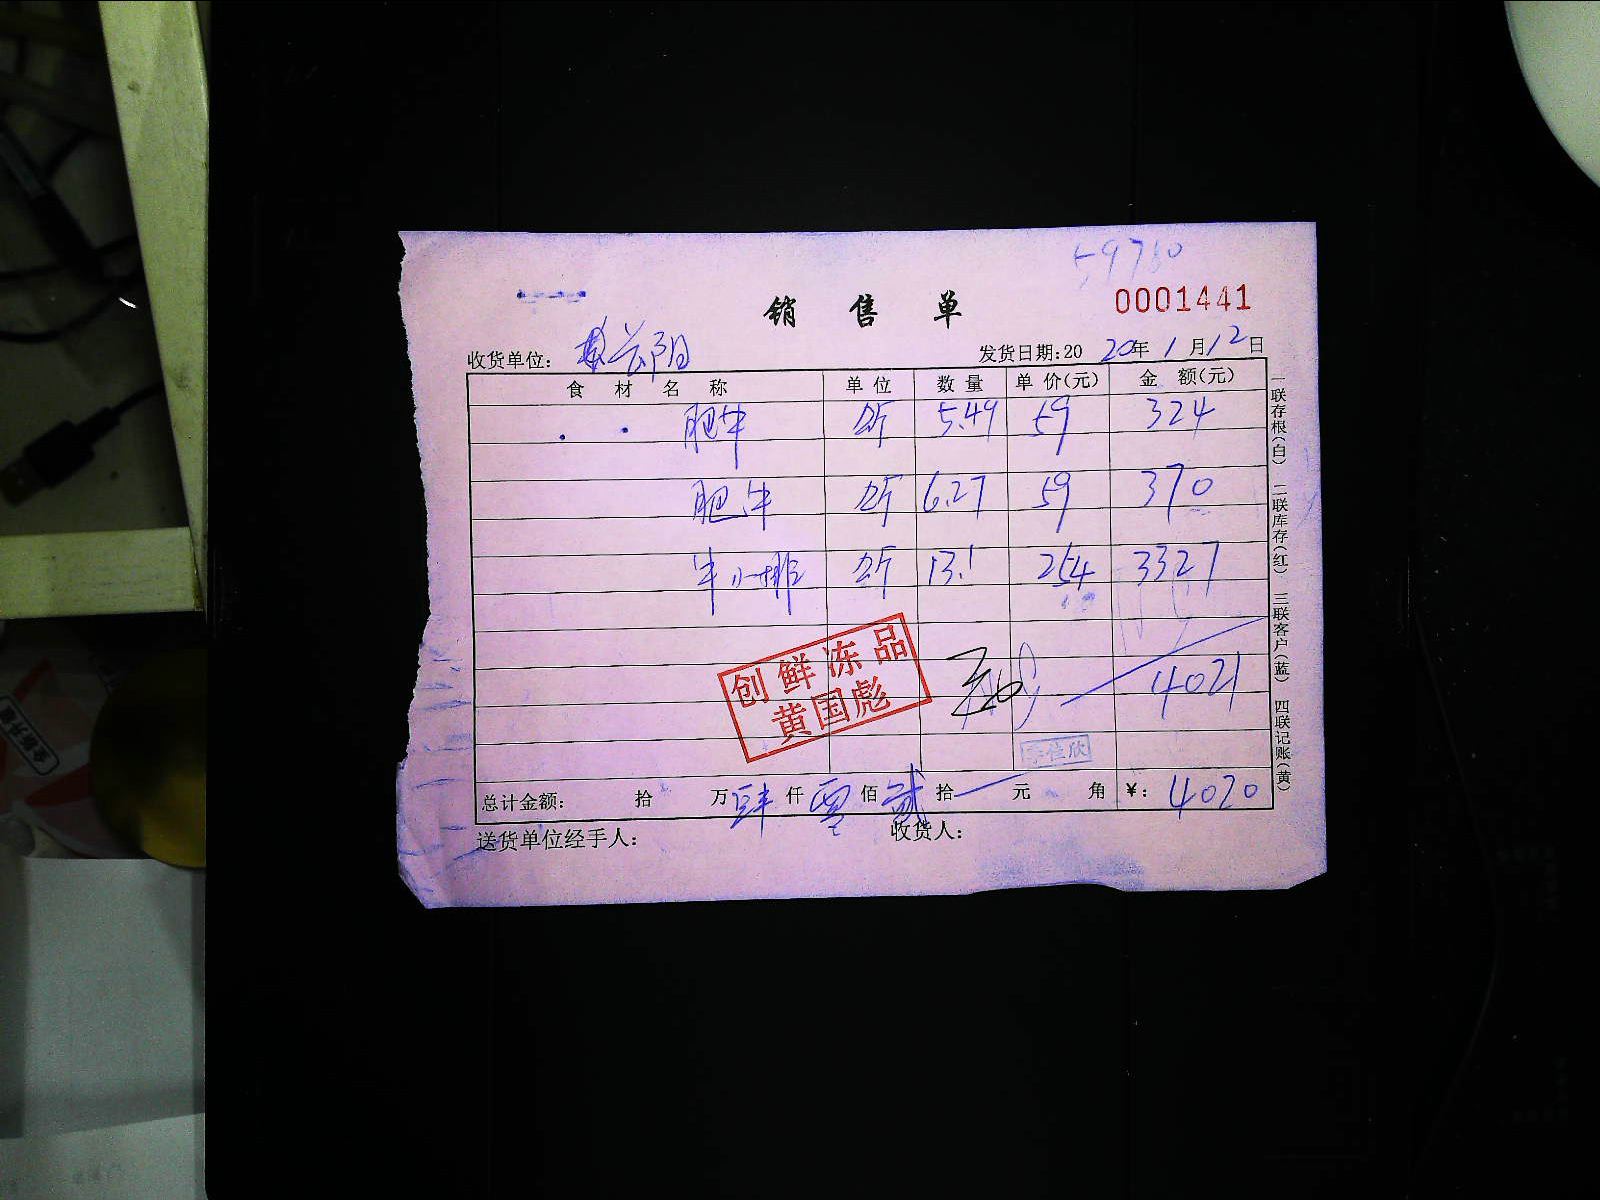 销售单
0001441
收货单位:
发货日期:2020年1月12日
食材名称 单位 数量 单价(元) 金额(元)
肥牛 斤 5.49 59 324
肥牛 斤 6.27 59 370
牛小排 斤 13.1 254 3327
创鲜冻品
黄国彪
4021
总计金额: 拾 万肆仟零佰贰拾 元 角 ¥: 4020
送货单位经手人: 收货人:
一联存根(白) 二联库存(红) 三联客户(蓝) 四联记账(黄)